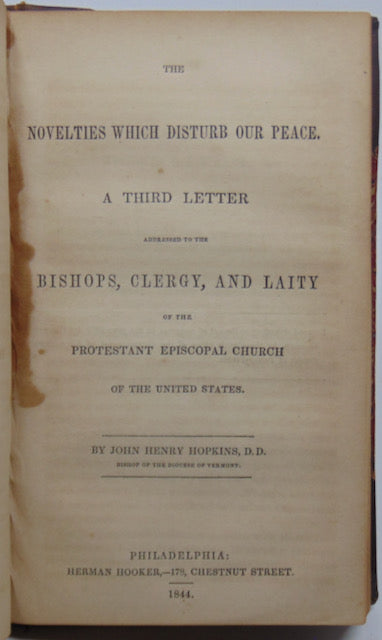 THE
NOVELTIES WHICH DISTURB OUR PEACE.
A THIRD LETTER
ADDRESSED TO THE
BISHOPS, CLERGY, AND LAITY
OF THE
PROTESTANT EPISCOPAL CHURCH
OF THE UNITED STATES.
BY JOHN HENRY HOPKINS, D.D.
BISHOP OF THE DIOCESE OF VERMONT.
PHILADELPHIA:
HERMAN HOOKER,—178, CHESTNUT STREET.
1844.